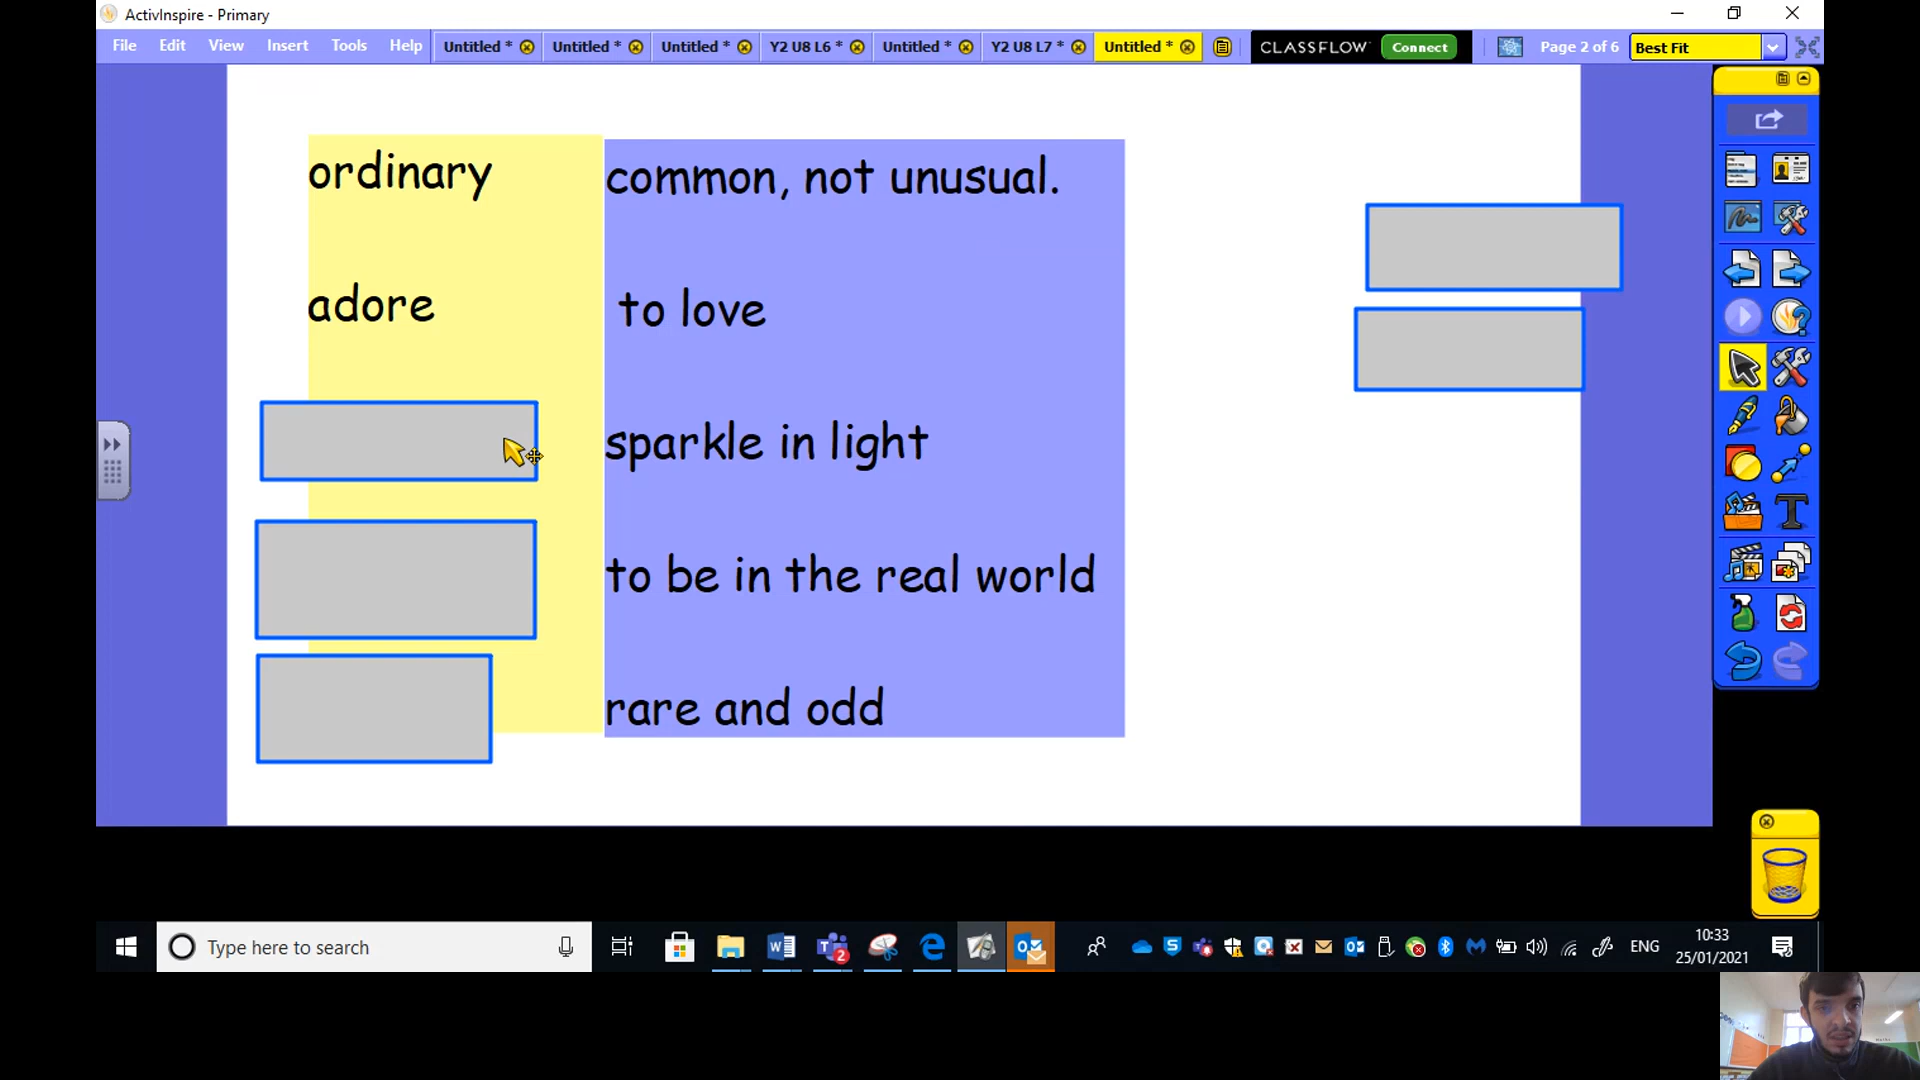 ActivInspire - Primary
File Edit View Insert Tools Help Untitled * Untitled * Untitled * Y2 U8 L6 * Untitled * Y2 U8 L7 * Untitled * CLASSFLOW Connect Page 2 of 6 Best Fit
ordinary common, not unusual.
adore to love
sparkle in light
to be in the real world
rare and odd
Type here to search
2
ENG
10:33
25/01/2021